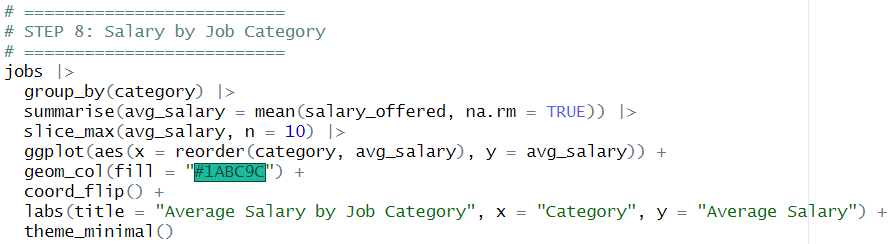 # ==========================
# STEP 8: Salary by Job Category
# ==========================
jobs |>
  group_by(category) |>
  summarise(avg_salary = mean(salary_offered, na.rm = TRUE)) |>
  slice_max(avg_salary, n = 10) |>
  ggplot(aes(x = reorder(category, avg_salary), y = avg_salary)) +
  geom_col(fill = "#1ABC9C") +
  coord_flip() +
  labs(title = "Average Salary by Job Category", x = "Category", y = "Average Salary") +
  theme_minimal()